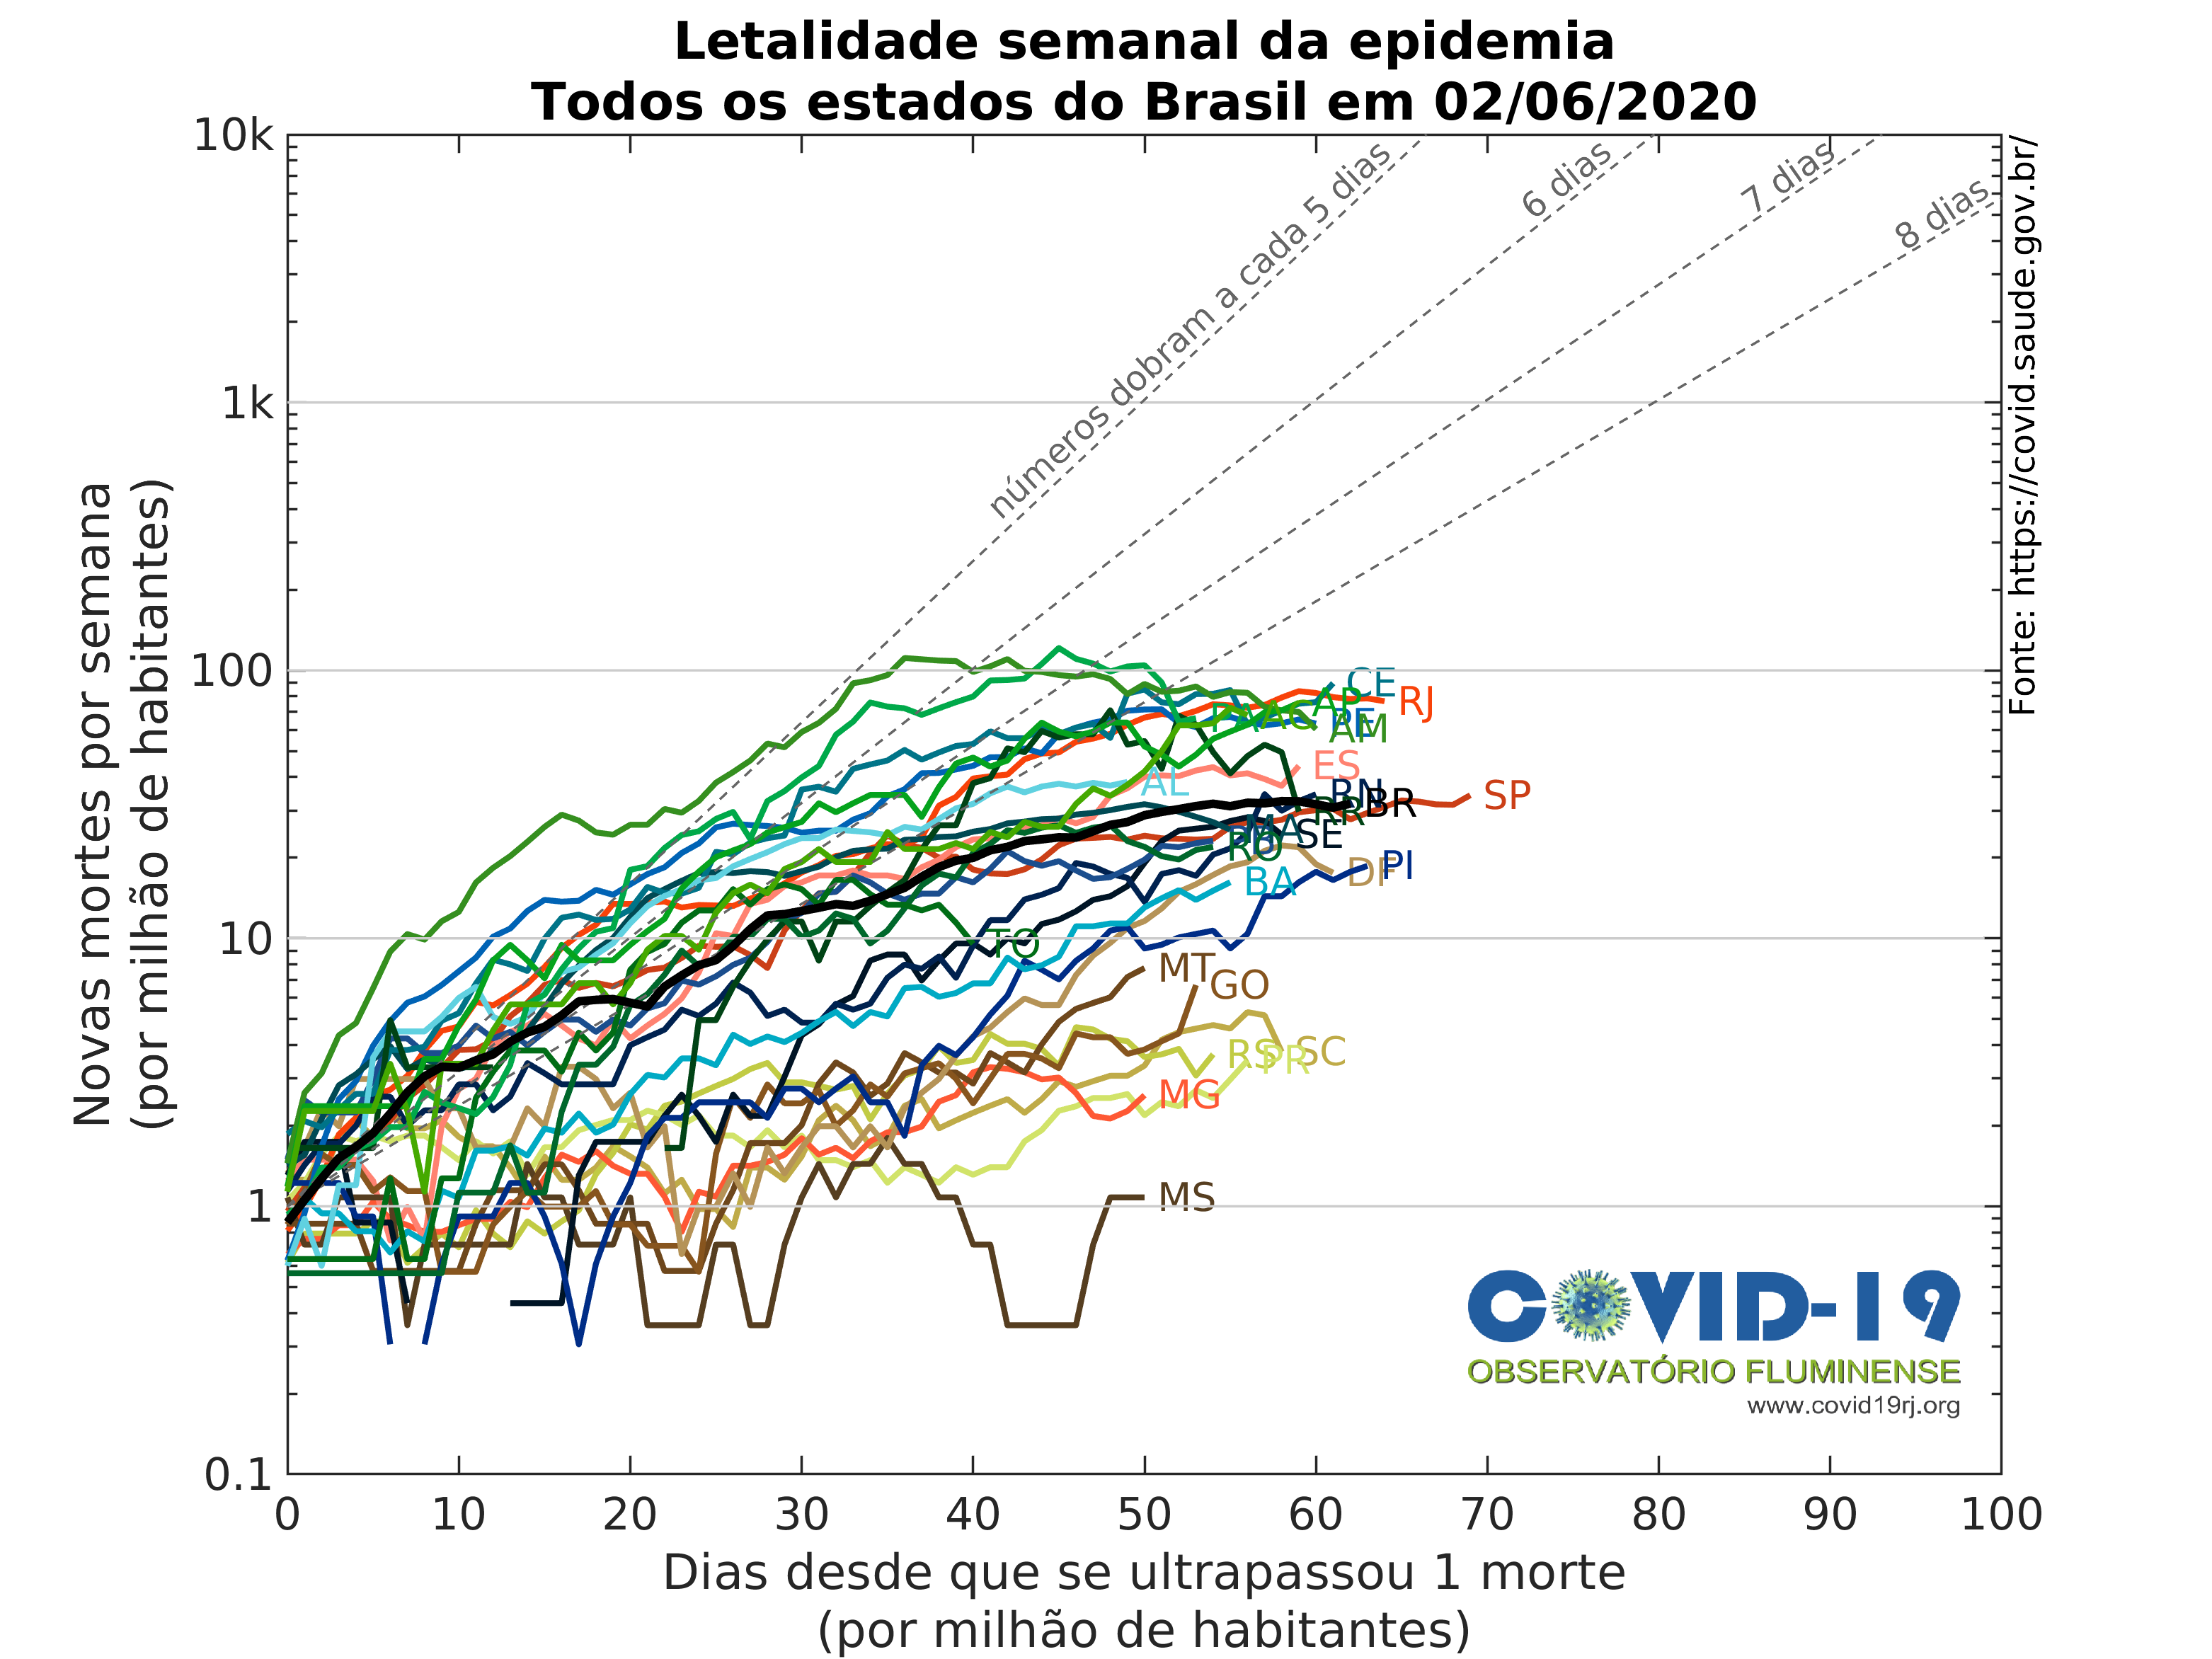 Letalidade semanal da epidemia
Todos os estados do Brasil em 02/06/2020
Novas mortes por semana
(por milhão de habitantes)
10k
1k
100
10
1
0.1
números dobram a cada 5 dias
6 dias
7 dias
8 dias
Fonte: https://covid.saude.gov.br/
CE
RJ
AP
PE
AM
ES
AL
RN
BR
SP
RR
MA
SE
RO
DF
PI
BA
TO
MT
GO
RS
PR
SC
MG
MS
COVID-19
OBSERVATÓRIO FLUMINENSE
www.covid19rj.org
0 10 20 30 40 50 60 70 80 90 100
Dias desde que se ultrapassou 1 morte
(por milhão de habitantes)